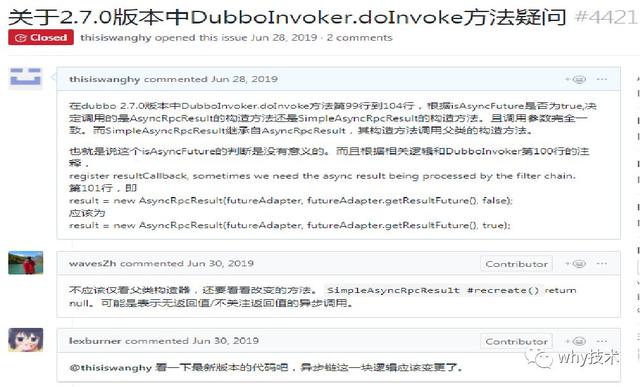 关于2.7.0版本中DubboInvoker.doInvoke方法疑问 #4421
Closed thisiswanghy opened this issue Jun 28, 2019 · 2 comments
thisiswanghy commented Jun 28, 2019
在dubbo 2.7.0版本中DubboInvoker.doInvoke方法第99行到104行，根据isAsyncFuture是否为true,决
定调用的是AsyncRpcResult的构造方法还是SimpleAsyncRpcResult的构造方法。且调用参数完全一
致。而SimpleAsyncRpcResult继承自AsyncRpcResult，其构造方法调用父类的构造方法。
也就是说这个isAsyncFuture的判断是没有意义的。而且根据相关逻辑和DubboInvoker第100行的注
释，
register resultCallback, sometimes we need the async result being processed by the filter chain.
第101行，即
result = new AsyncRpcResult(futureAdapter, futureAdapter.getResultFuture(), false);
应该为
result = new AsyncRpcResult(futureAdapter, futureAdapter.getResultFuture(), true);
wavesZh commented Jun 30, 2019 Contributor
不应该仅看父类构造器，还要看看改变的方法。 SimpleAsyncRpcResult #recreate() return
null。可能是表示无返回值/不关注返回值的异步调用。
lexburner commented Jun 30, 2019 Contributor
@thisiswanghy 看一下最新版本的代码吧，异步链这一块逻辑应该变更了。
why技术